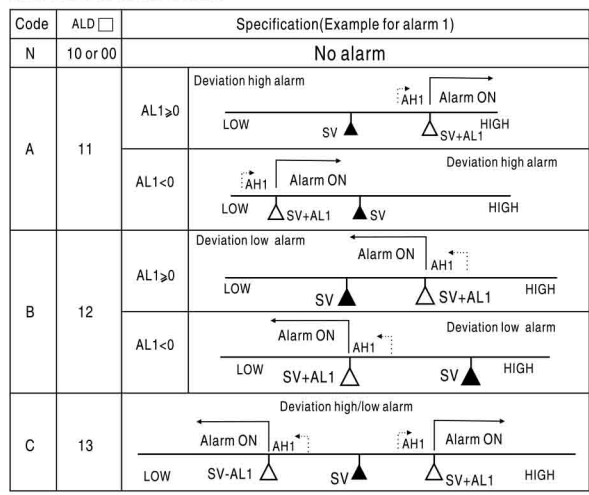 Code ALD□ Specification(Example for alarm 1)
N 10 or 00 No alarm
A 11
AL1⩾0
Deviation high alarm
AH1 Alarm ON
LOW SV SV+AL1 HIGH
AL1<0
Deviation high alarm
AH1 Alarm ON
LOW SV+AL1 SV HIGH
B 12
AL1⩾0
Deviation low alarm
Alarm ON AH1
LOW SV SV+AL1 HIGH
AL1<0
Deviation low alarm
Alarm ON AH1
LOW SV+AL1 SV HIGH
C 13
Deviation high/low alarm
Alarm ON AH1 AH1 Alarm ON
LOW SV-AL1 SV SV+AL1 HIGH